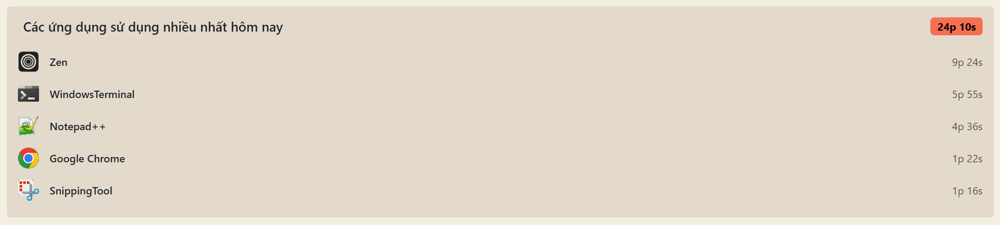 Các ứng dụng sử dụng nhiều nhất hôm nay 24p 10s
Zen 9p 24s
WindowsTerminal 5p 55s
Notepad++ 4p 36s
Google Chrome 1p 22s
SnippingTool 1p 16s